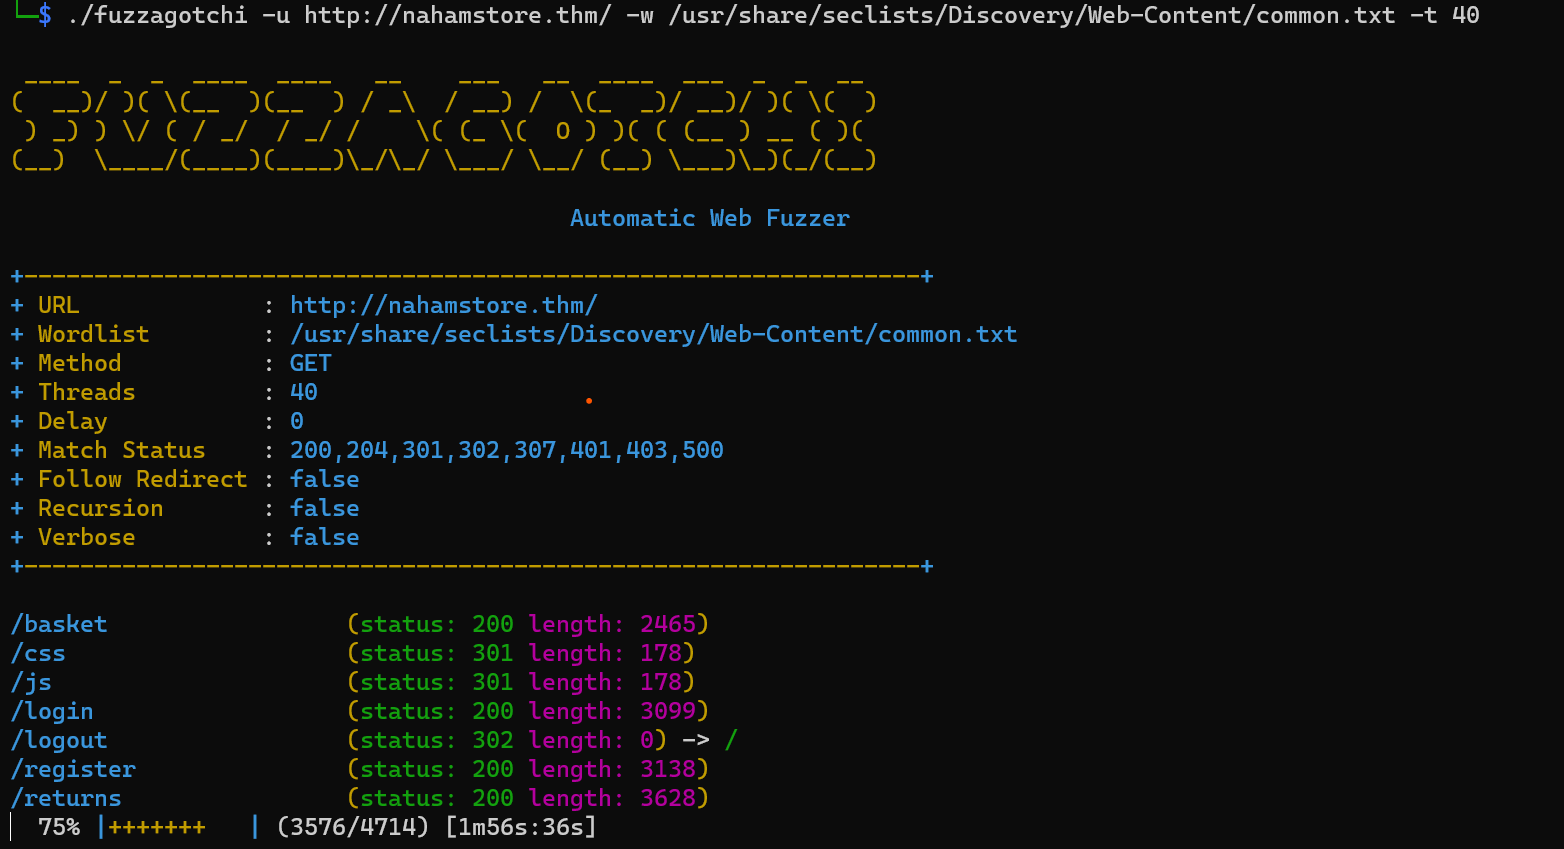 └─$ ./fuzzagotchi -u http://nahamstore.thm/ -w /usr/share/seclists/Discovery/Web-Content/common.txt -t 40
 ____  _  _  ____  ____   __    ___   __  ____  ___  _  _  __
(  __)/ )( \(__  )(__  ) / _\  / __) /  \(_  _)/ __)/ )( \(  )
 ) _) ) \/ ( / _/  / _/ /    \( (_ \(  O ) )( ( (__ ) __ ( )(
(__)  \____/(____)(____)\_/\_/ \___/ \__/ (__) \___)\_)(_/(__)
Automatic Web Fuzzer
+----------------------------------------------------------------+
+ URL             : http://nahamstore.thm/
+ Wordlist        : /usr/share/seclists/Discovery/Web-Content/common.txt
+ Method          : GET
+ Threads         : 40
+ Delay           : 0
+ Match Status    : 200,204,301,302,307,401,403,500
+ Follow Redirect : false
+ Recursion       : false
+ Verbose         : false
+----------------------------------------------------------------+
/basket                 (status: 200 length: 2465)
/css                    (status: 301 length: 178)
/js                     (status: 301 length: 178)
/login                  (status: 200 length: 3099)
/logout                 (status: 302 length: 0) -> /
/register               (status: 200 length: 3138)
/returns                (status: 200 length: 3628)
  75% |+++++++   | (3576/4714) [1m56s:36s]